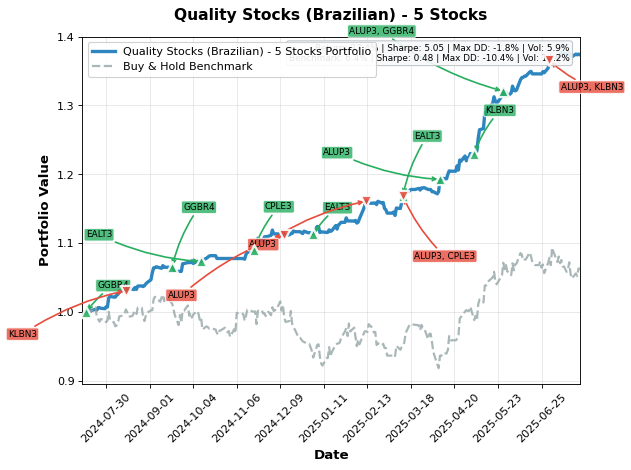 Quality Stocks (Brazilian) - 5 Stocks
ALUP3, GGBR4
Quality Stocks (Brazilian) - 5 Stocks Portfolio
Buy & Hold Benchmark
| Sharpe: 5.05 | Max DD: -1.8% | Vol: 5.9%
| Sharpe: 0.48 | Max DD: -10.4% | Vol:
ALUP3, KLBN3
KLBN3
EALT3
ALUP3
GGBR4
CPLE3
EALT3
EALT3
ALUP3
ALUP3, CPLE3
GGBR4
ALUP3
KLBN3
Portfolio Value
1.4
1.3
1.2
1.1
1.0
0.9
2024-07-30
2024-09-01
2024-10-04
2024-11-06
2024-12-09
2025-01-11
2025-02-13
2025-03-18
2025-04-20
2025-05-23
2025-06-25
Date